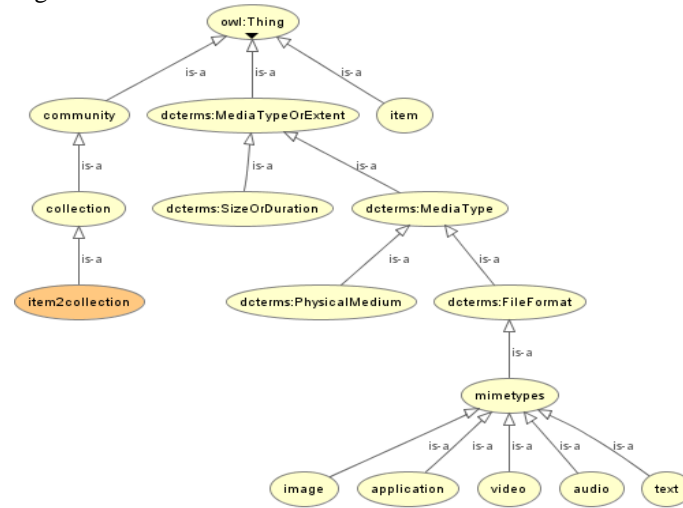 owl:Thing
is-a
is-a
is-a
community
dcterms:MediaTypeOrExtent
item
is-a
is-a
is-a
collection
dcterms:SizeOrDuration
dcterms:MediaType
is-a
is-a
is-a
item2collection
dcterms:PhysicalMedium
dcterms:FileFormat
is-a
mimetypes
is-a
is-a
is-a
is-a
is-a
image
application
video
audio
text